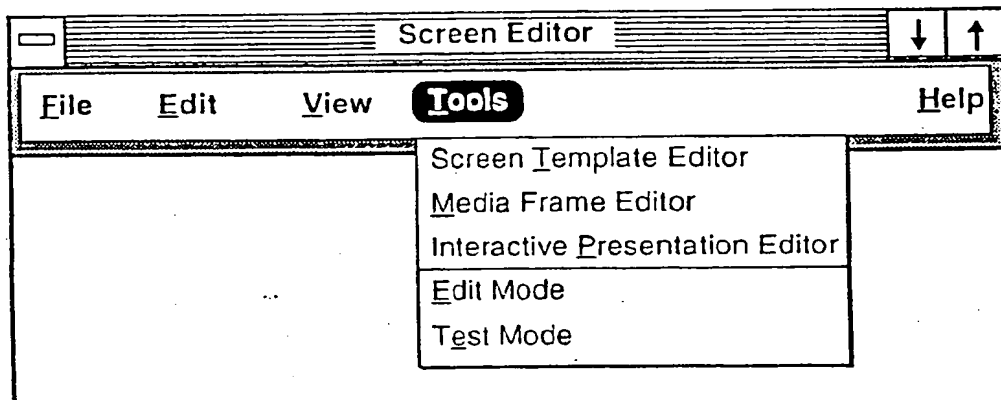 Screen Editor
File Edit View Tools Help
Screen Template Editor
Media Frame Editor
Interactive Presentation Editor
Edit Mode
Test Mode